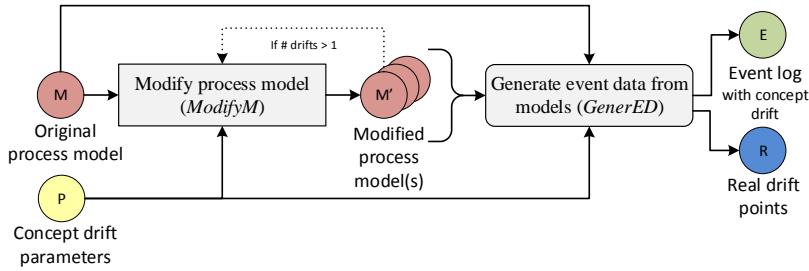 If # drifts > 1
E
M
Modify process model
(ModifyM)
M'
Generate event data from
models (GenerED)
Event log
with concept
drift
Original
process model
Modified
process
model(s)
R
P
Real drift
points
Concept drift
parameters